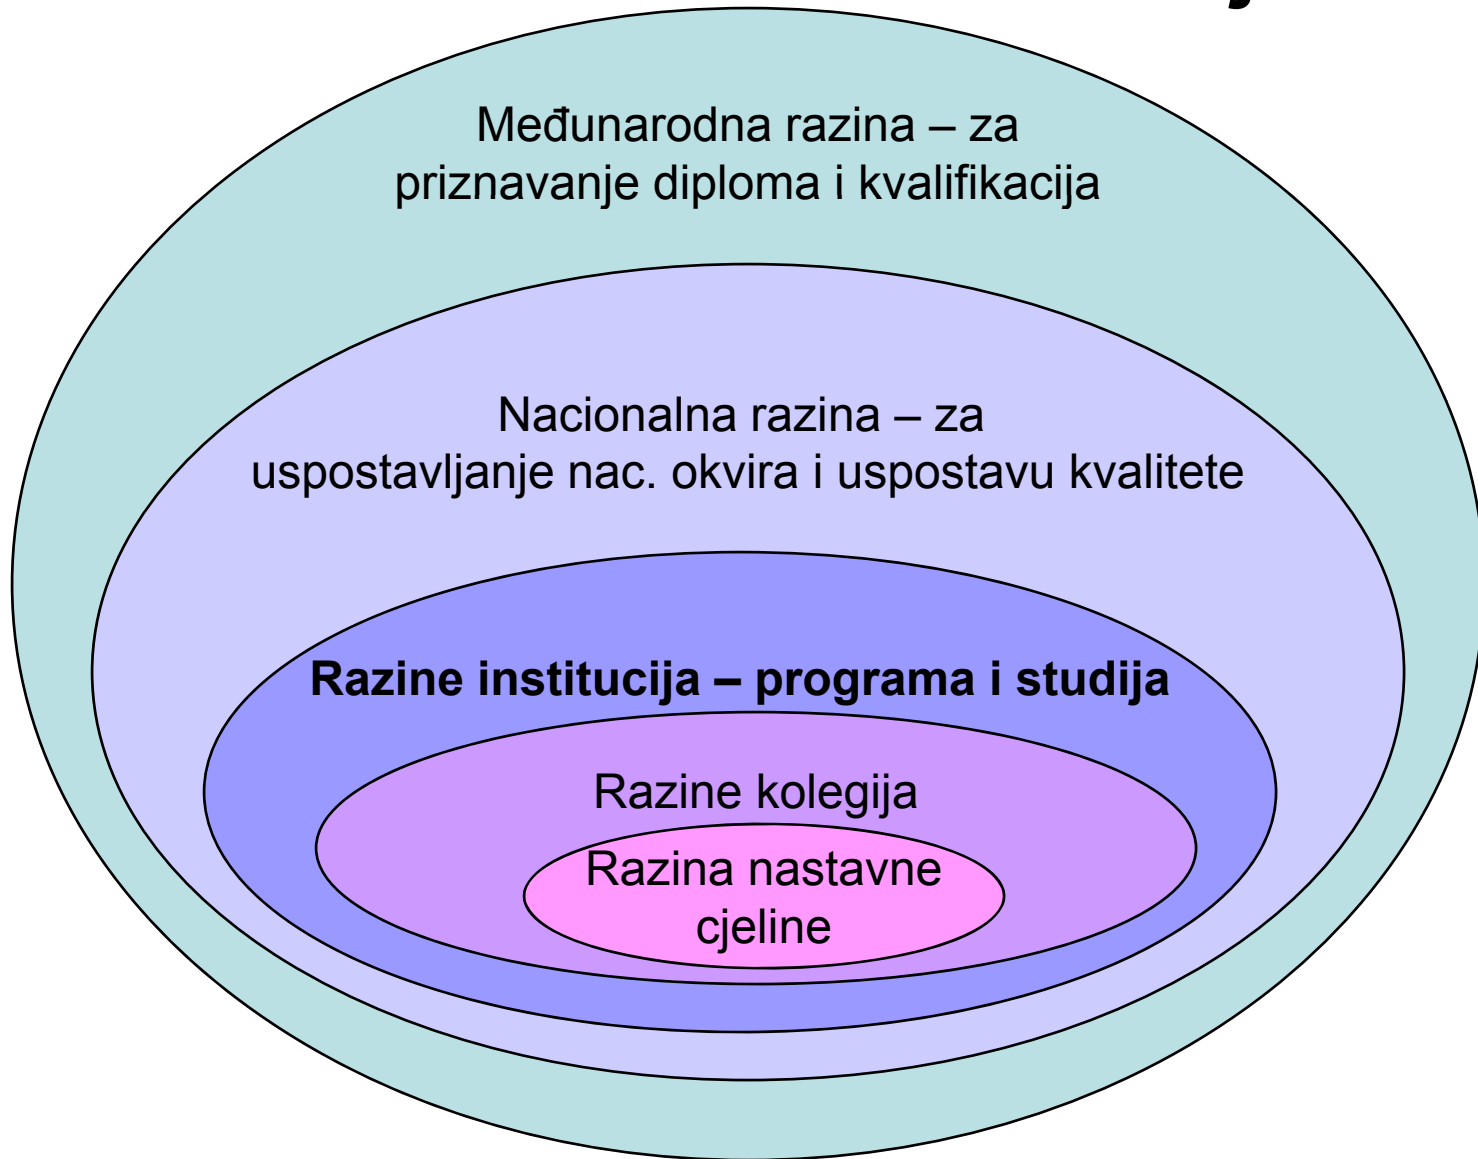 Međunarodna razina – za
priznavanje diploma i kvalifikacija
Nacionalna razina – za
uspostavljanje nac. okvira i uspostavu kvalitete
Razine institucija – programa i studija
Razine kolegija
Razina nastavne
cjeline